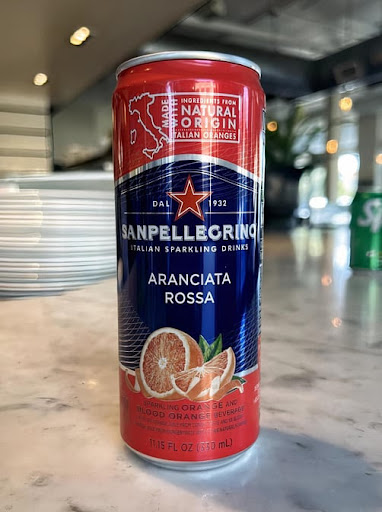 MADE WITH
INGREDIENTS FROM
NATURAL
ORIGIN
ITALIAN ORANGES
DAL 1932
SANPELLEGRINO
ITALIAN SPARKLING DRINKS
ARANCIATA
ROSSA
SPARKLING ORANGE AND
BLOOD ORANGE BEVERAGE
11.15 FL OZ (330 mL)